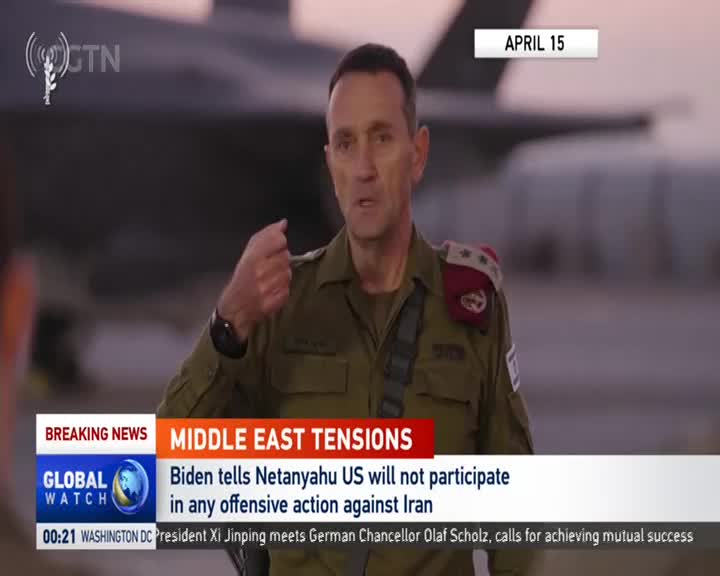 CGTN
APRIL 15
BREAKING NEWS
MIDDLE EAST TENSIONS
GLOBAL
WATCH
Biden tells Netanyahu US will not participate
in any offensive action against Iran
00:21 WASHINGTON DC
President Xi Jinping meets German Chancellor Olaf Scholz, calls for achieving mutual success